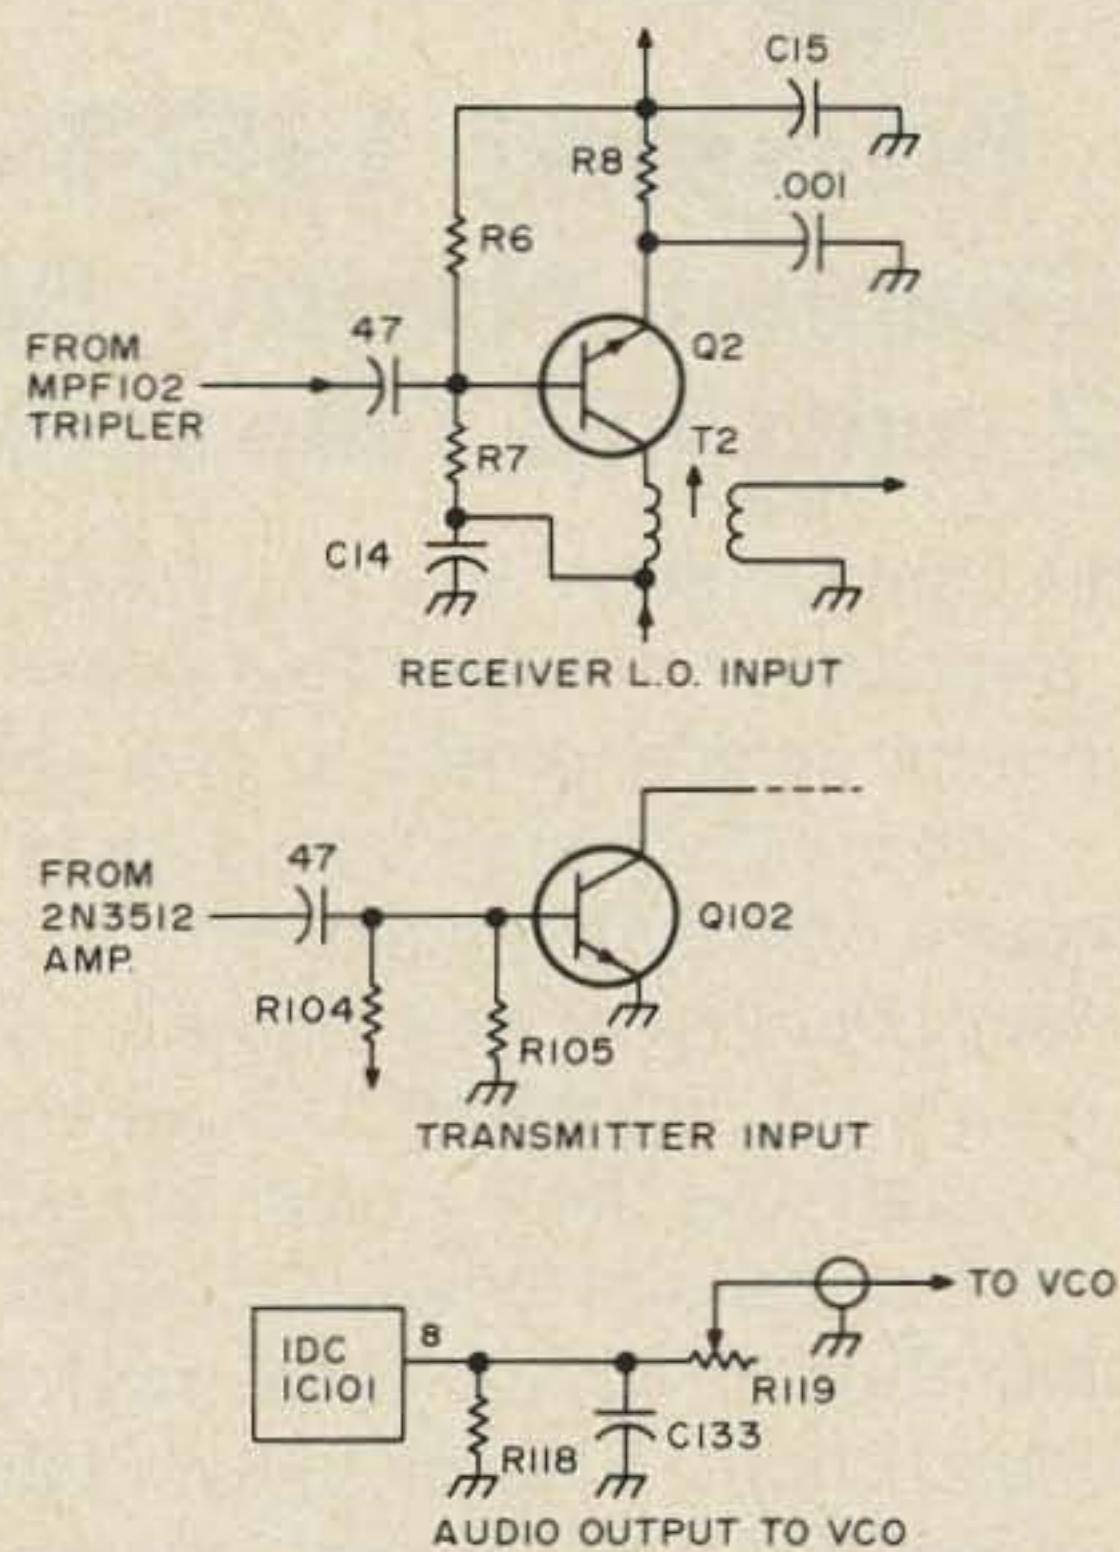 C15
R8
.001
R6
47
Q2
FROM
MPF102
TRIPLER
T2
R7
C14
RECEIVER L.O. INPUT
47
FROM
2N3512
AMP.
Q102
R104
R105
TRANSMITTER INPUT
TO VCO
8
IDC
IC101
R119
C133
R118
AUDIO OUTPUT TO VCO